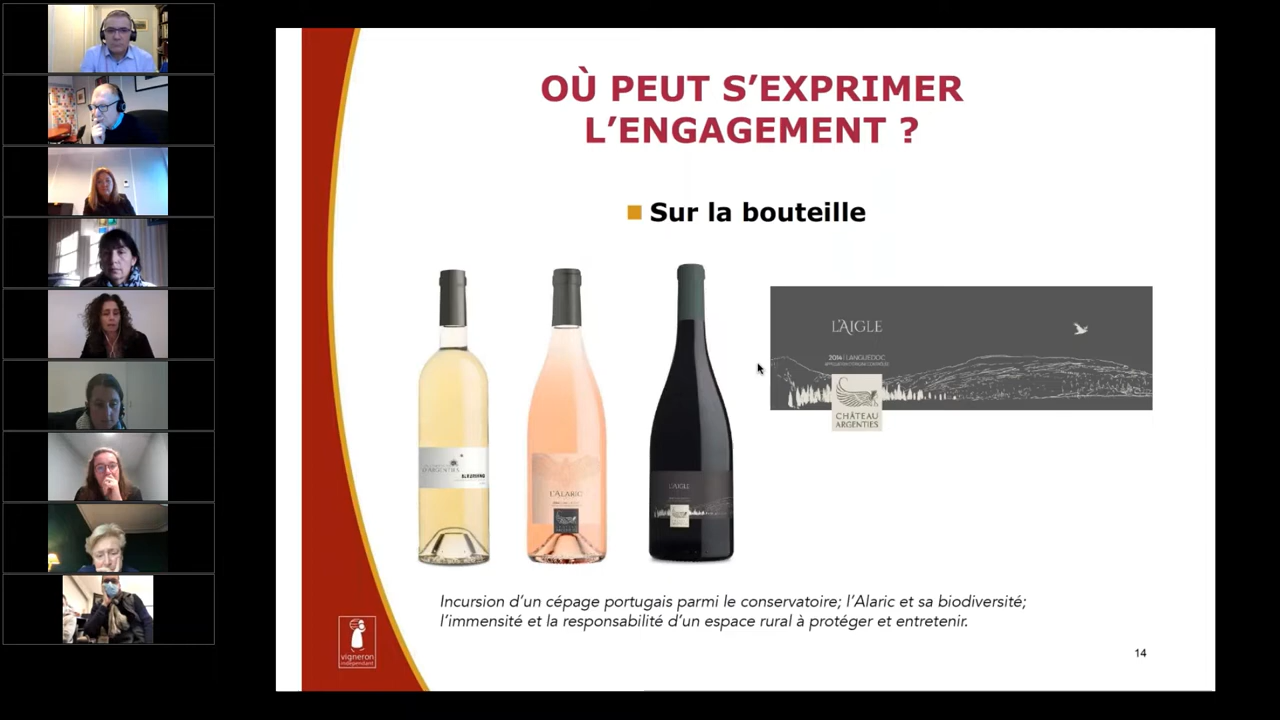 OÙ PEUT S’EXPRIMER
L’ENGAGEMENT ?
Sur la bouteille
L'AIGLE
2014 | LANGUEDOC
CHÂTEAU
ARGENTIES
L'ALARIC
L'AIGLE
Incursion d’un cépage portugais parmi le conservatoire; l’Alaric et sa biodiversité;
l’immensité et la responsabilité d’un espace rural à protéger et entretenir.
vigneron
indépendant
14